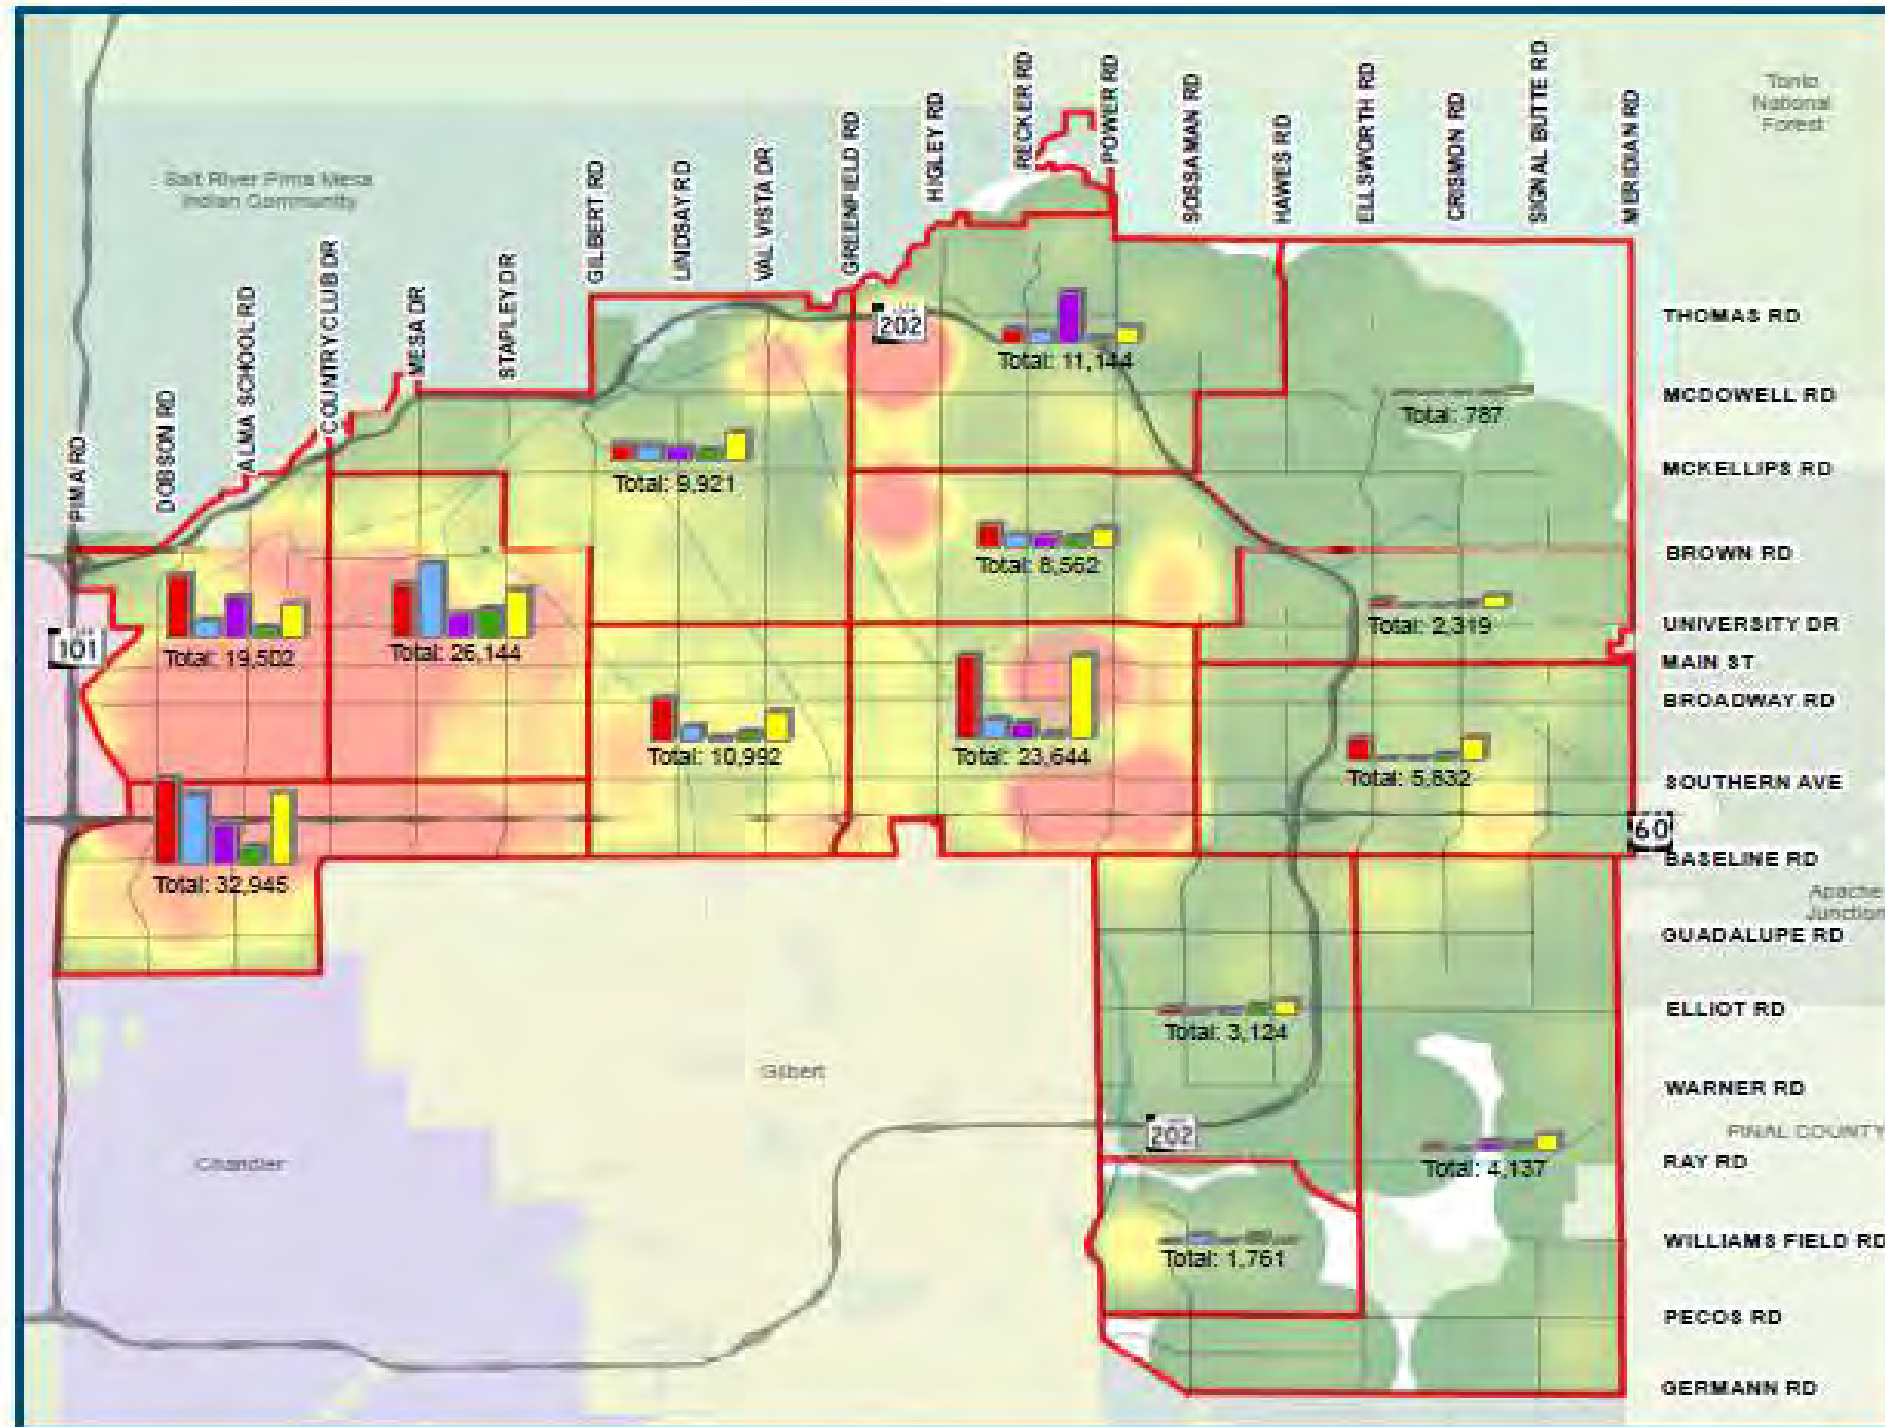 Tonto
National
Forest
Salt River Pima Mesa
Indian Community
PIMA RD
DOBSON RD
ALMA SCHOOL RD
COUNTRY CLUB DR
MESA DR
STAPLEY DR
GILBERT RD
LINDSAY RD
VAL VISTA DR
GREENFIELD RD
HIGLEY RD
RECKER RD
POWER RD
SOSSAMAN RD
HAWES RD
ELLSWORTH RD
CRISMON RD
SIGNAL BUTTE RD
MERIDIAN RD
202
THOMAS RD
Total: 11,144
MCDOWELL RD
Total: 787
MCKELLIPS RD
Total: 9,921
BROWN RD
Total: 8,562
Total: 2,319
UNIVERSITY DR
101
Total: 19,502
Total: 26,144
MAIN ST
BROADWAY RD
Total: 10,992
Total: 23,644
Total: 5,832
SOUTHERN AVE
60
BASELINE RD
Total: 32,945
Apache
Junction
GUADALUPE RD
ELLIOT RD
Total: 3,124
Gilbert
WARNER RD
202
PINAL COUNTY
Chandler
RAY RD
Total: 4,137
WILLIAMS FIELD RD
Total: 1,761
PECOS RD
GERMANN RD